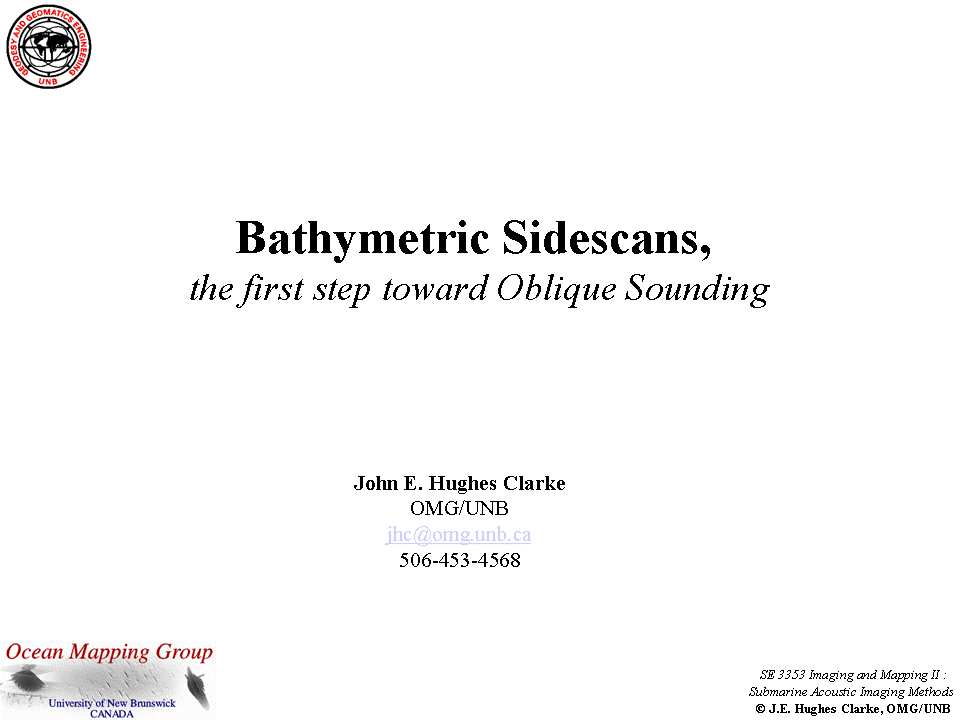 GEODESY AND GEOMATICS ENGINEERING
UNB
Bathymetric Sidescans,
the first step toward Oblique Sounding
John E. Hughes Clarke
OMG/UNB
jhc@omg.unb.ca
506-453-4568
Ocean Mapping Group
University of New Brunswick
CANADA
SE 3353 Imaging and Mapping II :
Submarine Acoustic Imaging Methods
© J.E. Hughes Clarke, OMG/UNB